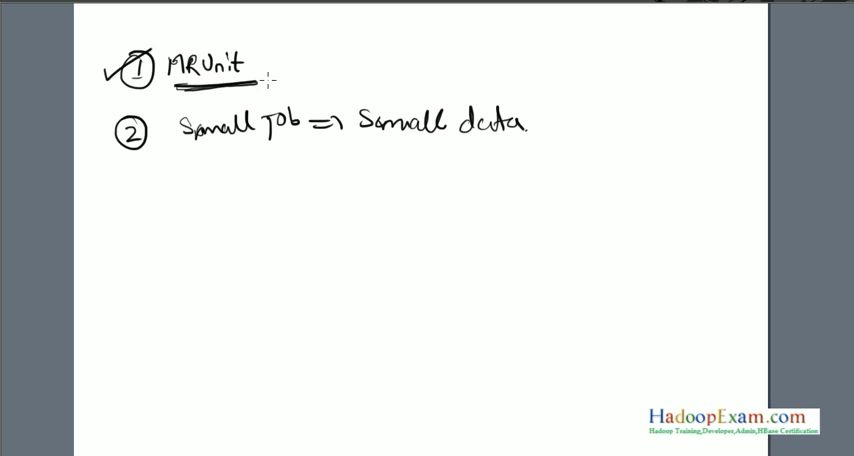 ① MRUnit
② Small Job => Small data.
HadoopExam.com
Hadoop Training,Developer,Admin,HBase Certification